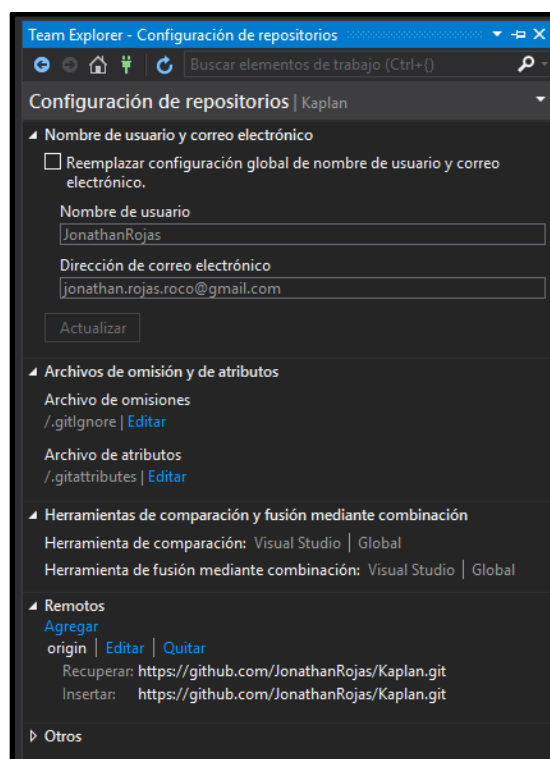 Team Explorer - Configuración de repositorios
Buscar elementos de trabajo (Ctrl+{)
Configuración de repositorios | Kaplan
Nombre de usuario y correo electrónico
Reemplazar configuración global de nombre de usuario y correo
electrónico.
Nombre de usuario
JonathanRojas
Dirección de correo electrónico
jonathan.rojas.roco@gmail.com
Actualizar
Archivos de omisión y de atributos
Archivo de omisiones
/.gitIgnore | Editar
Archivo de atributos
/.gitattributes | Editar
Herramientas de comparación y fusión mediante combinación
Herramienta de comparación: Visual Studio | Global
Herramienta de fusión mediante combinación: Visual Studio | Global
Remotos
Agregar
origin | Editar | Quitar
Recuperar: https://github.com/JonathanRojas/Kaplan.git
Insertar: https://github.com/JonathanRojas/Kaplan.git
Otros